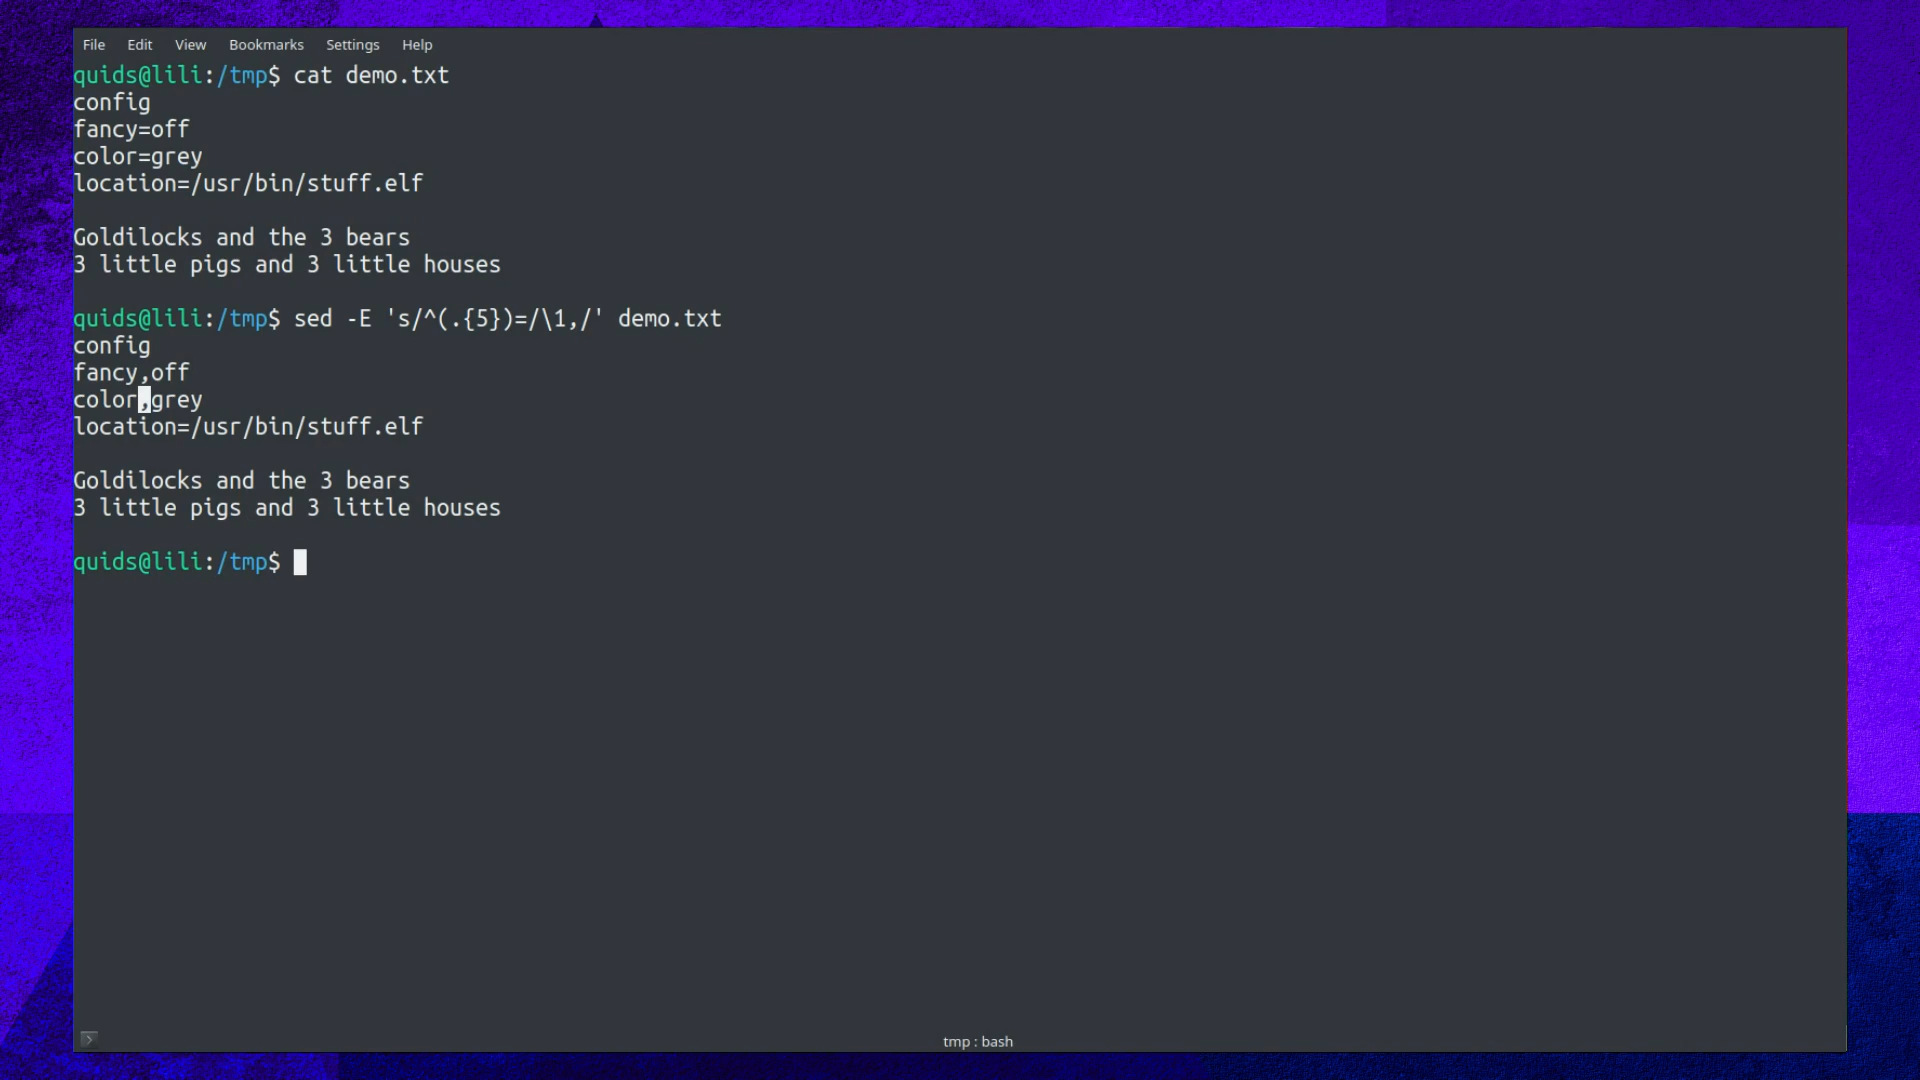 File Edit View Bookmarks Settings Help
quids@lili:/tmp$ cat demo.txt
config
fancy=off
color=grey
location=/usr/bin/stuff.elf
Goldilocks and the 3 bears
3 little pigs and 3 little houses
quids@lili:/tmp$ sed -E 's/^(.{5})=/\1,/' demo.txt
config
fancy,off
color,grey
location=/usr/bin/stuff.elf
Goldilocks and the 3 bears
3 little pigs and 3 little houses
quids@lili:/tmp$
tmp : bash